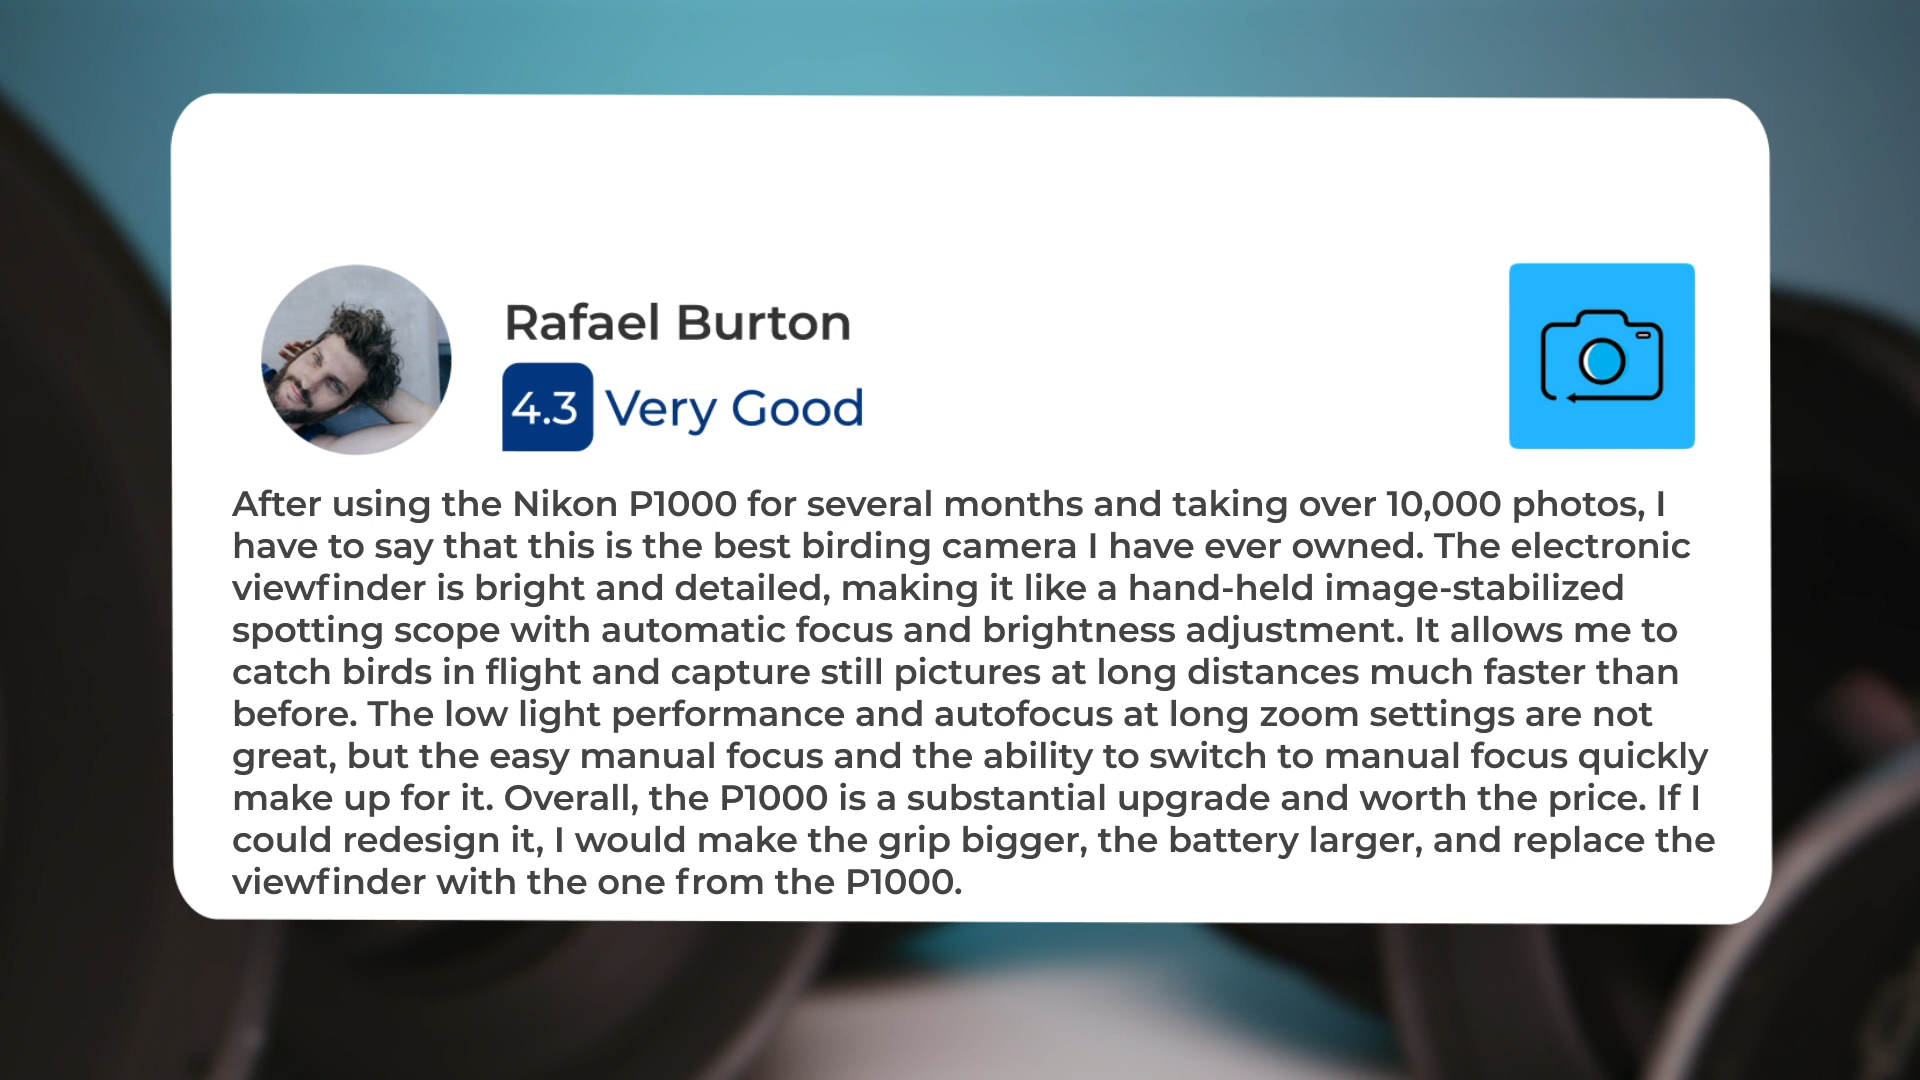 Rafael Burton
4.3 Very Good
After using the Nikon P1000 for several months and taking over 10,000 photos, I
have to say that this is the best birding camera I have ever owned. The electronic
viewfinder is bright and detailed, making it like a hand-held image-stabilized
spotting scope with automatic focus and brightness adjustment. It allows me to
catch birds in flight and capture still pictures at long distances much faster than
before. The low light performance and autofocus at long zoom settings are not
great, but the easy manual focus and the ability to switch to manual focus quickly
make up for it. Overall, the P1000 is a substantial upgrade and worth the price. If I
could redesign it, I would make the grip bigger, the battery larger, and replace the
viewfinder with the one from the P1000.